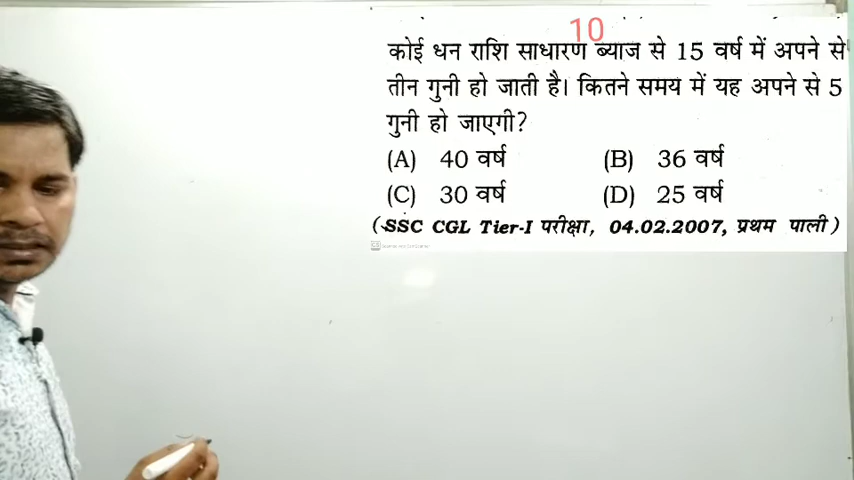 10
कोई धन राशि साधारण ब्याज से 15 वर्ष में अपने से
तीन गुनी हो जाती है। कितने समय में यह अपने से 5
गुनी हो जाएगी?
(A) 40 वर्ष (B) 36 वर्ष
(C) 30 वर्ष (D) 25 वर्ष
(SSC CGL Tier-I परीक्षा, 04.02.2007, प्रथम पाली)
CS